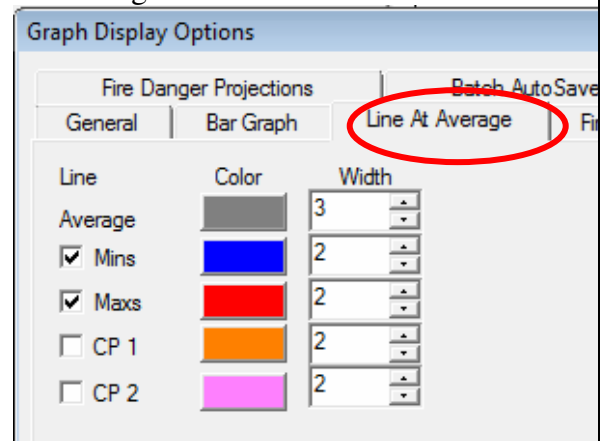 Graph Display Options
Fire Danger Projections Batch AutoSave
General Bar Graph Line At Average
Line Color Width
Average 3
Mins 2
Maxs 2
CP 1 2
CP 2 2